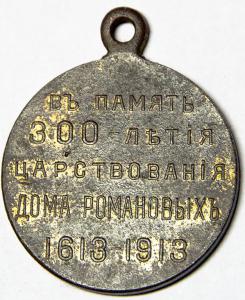 ВЪ ПАМЯТЬ
300-ЛѢТІЯ
ЦАРСТВОВАНІЯ
ДОМА РОМАНОВЫХЪ
1613-1913